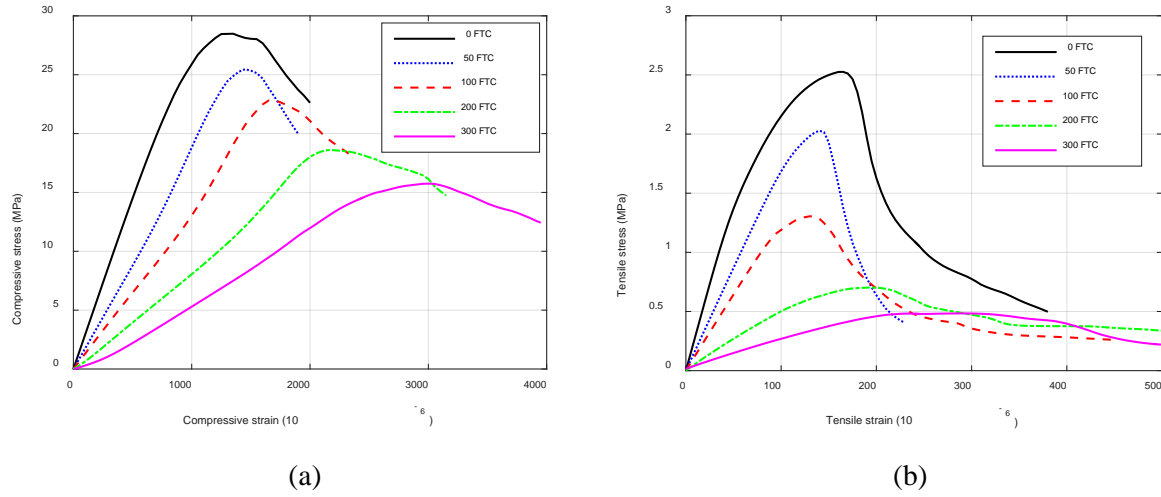 30
25
20
15
10
5
0
0 1000 2000 3000 4000
Compressive stress (MPa)
Compressive strain (10 -6 )
0 FTC
50 FTC
100 FTC
200 FTC
300 FTC
(a)
3
2.5
2
1.5
1
0.5
0
0 100 200 300 400 500
Tensile stress (MPa)
Tensile strain (10 -6 )
0 FTC
50 FTC
100 FTC
200 FTC
300 FTC
(b)